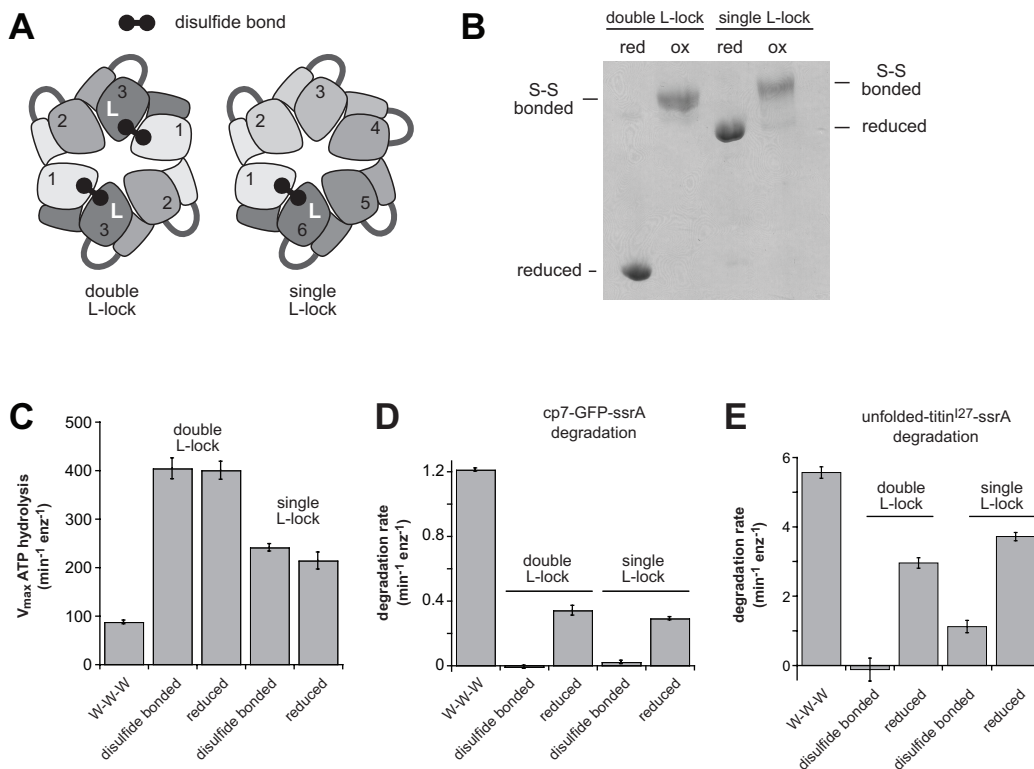 A
disulfide bond
3
L
2
1
1
2
L
3
double
L-lock
3
2
4
1
5
L
6
single
L-lock
B
double L-lock single L-lock
red ox red ox
S-S
bonded
S-S
bonded
reduced
reduced
C
500
400
300
200
100
0
Vmax ATP hydrolysis
(min-1 enz-1)
double
L-lock
single
L-lock
W-W-W
disulfide bonded
reduced
disulfide bonded
reduced
D
cp7-GFP-ssrA
degradation
1.2
0.8
0.4
0
degradation rate
(min-1 enz-1)
double
L-lock
single
L-lock
W-W-W
disulfide bonded
reduced
disulfide bonded
reduced
E
unfolded-titinI27-ssrA
degradation
6
4
2
0
degradation rate
(min-1 enz-1)
double
L-lock
single
L-lock
W-W-W
disulfide bonded
reduced
disulfide bonded
reduced